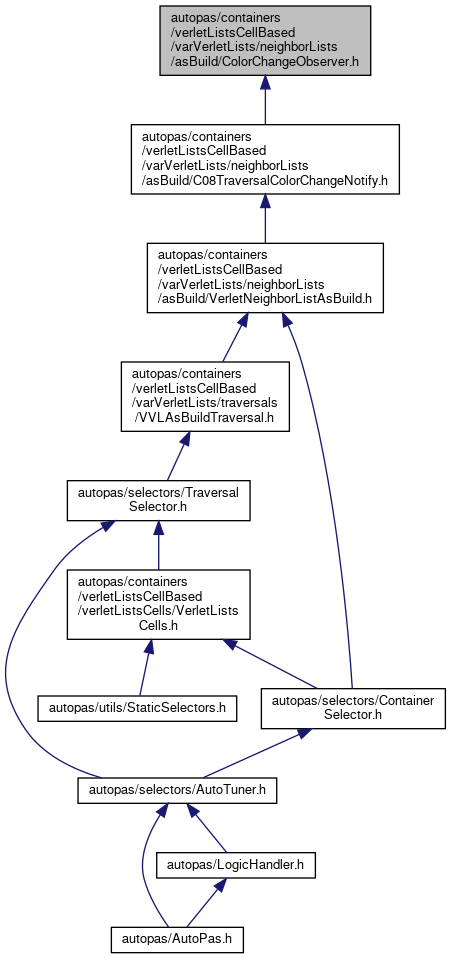 autopas/containers
/verletListsCellBased
/varVerletLists/neighborLists
/asBuild/ColorChangeObserver.h
autopas/containers
/verletListsCellBased
/varVerletLists/neighborLists
/asBuild/C08TraversalColorChangeNotify.h
autopas/containers
/verletListsCellBased
/varVerletLists/neighborLists
/asBuild/VerletNeighborListAsBuild.h
autopas/containers
/verletListsCellBased
/varVerletLists/traversals
/VVLAsBuildTraversal.h
autopas/selectors/Traversal
Selector.h
autopas/containers
/verletListsCellBased
/verletListsCells/VerletLists
Cells.h
autopas/utils/StaticSelectors.h
autopas/selectors/Container
Selector.h
autopas/selectors/AutoTuner.h
autopas/LogicHandler.h
autopas/AutoPas.h